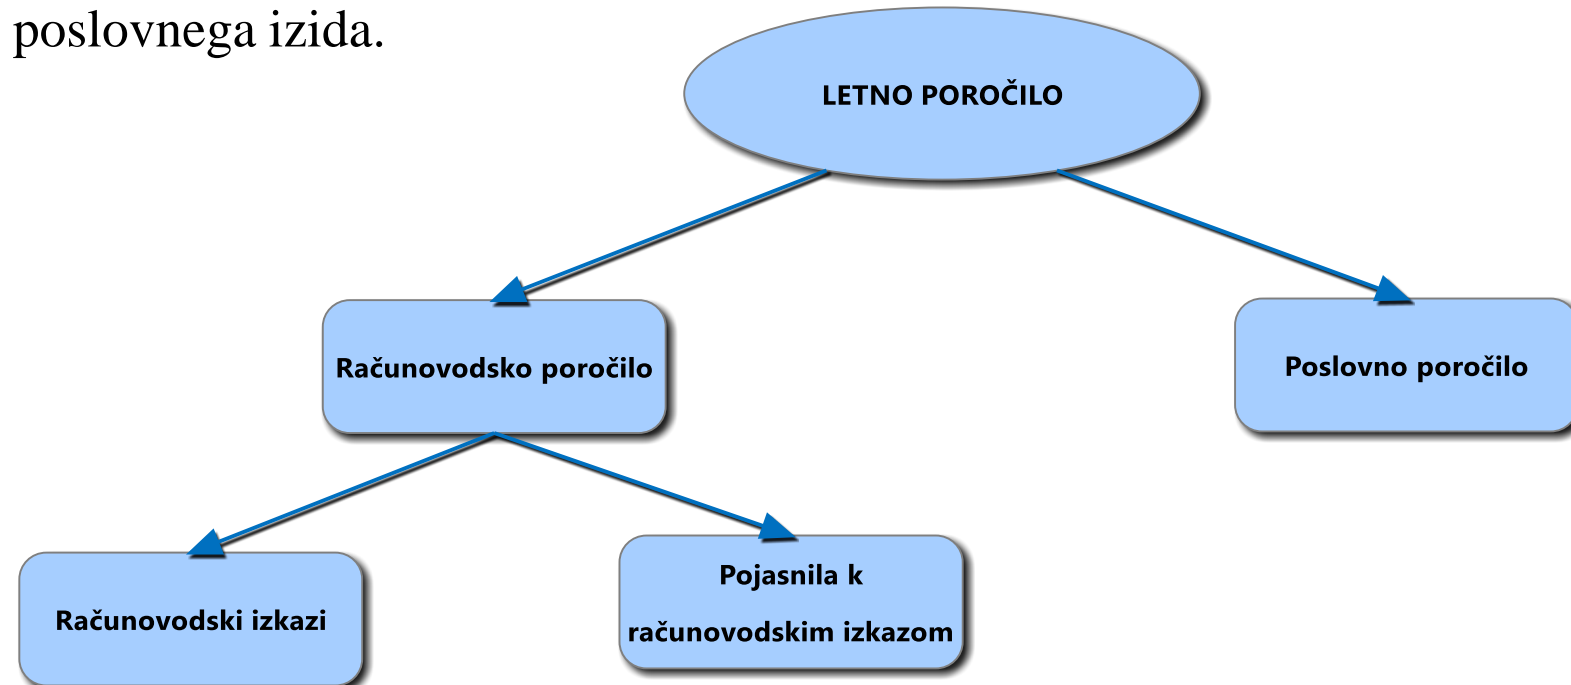 poslovnega izida.
LETNO POROČILO
Računovodsko poročilo
Poslovno poročilo
Računovodski izkazi
Pojasnila k
računovodskim izkazom